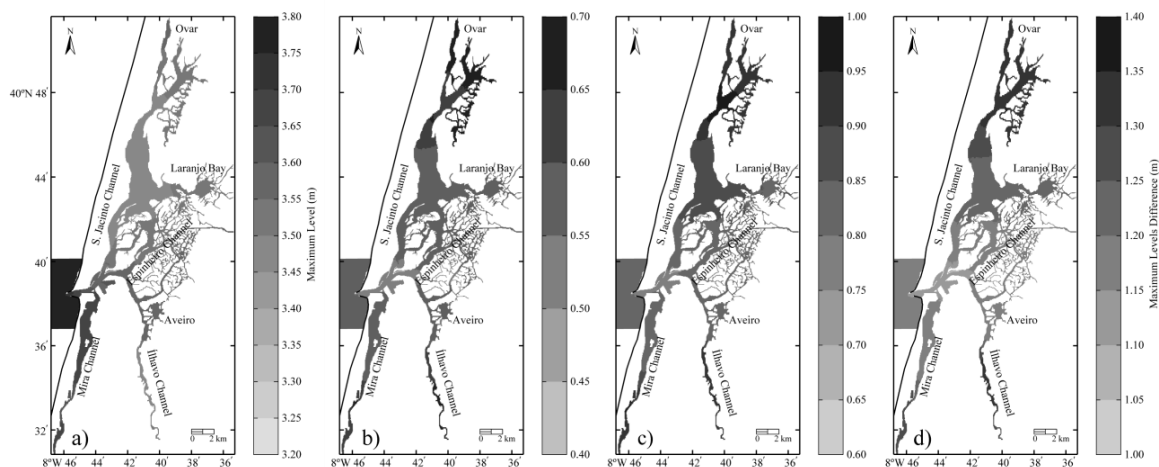 N
Ovar
Laranjo Bay
S. Jacinto Channel
Espinheiro Channel
Aveiro
Mira Channel
Ílhavo Channel
40ºN 48´
44´
40´
36´
32´
a)
0 2 km
8ºW 46´ 44´ 42´ 40´ 38´ 36´
3.80
3.75
3.70
3.65
3.60
3.55
3.50
3.45
3.40
3.35
3.30
3.25
3.20
Maximum Level (m)
N
Ovar
Laranjo Bay
S. Jacinto Channel
Espinheiro Channel
Aveiro
Mira Channel
Ílhavo Channel
b)
0 2 km
8ºW 46´ 44´ 42´ 40´ 38´ 36´
0.70
0.65
0.60
0.55
0.50
0.45
0.40
N
Ovar
Laranjo Bay
S. Jacinto Channel
Espinheiro Channel
Aveiro
Mira Channel
Ílhavo Channel
c)
0 2 km
8ºW 46´ 44´ 42´ 40´ 38´ 36´
1.00
0.95
0.90
0.85
0.80
0.75
0.70
0.65
0.60
N
Ovar
Laranjo Bay
S. Jacinto Channel
Espinheiro Channel
Aveiro
Mira Channel
Ílhavo Channel
d)
0 2 km
8ºW 46´ 44´ 42´ 40´ 38´ 36´
1.40
1.35
1.30
1.25
1.20
1.15
1.10
1.05
1.00
Maximum Levels Difference (m)